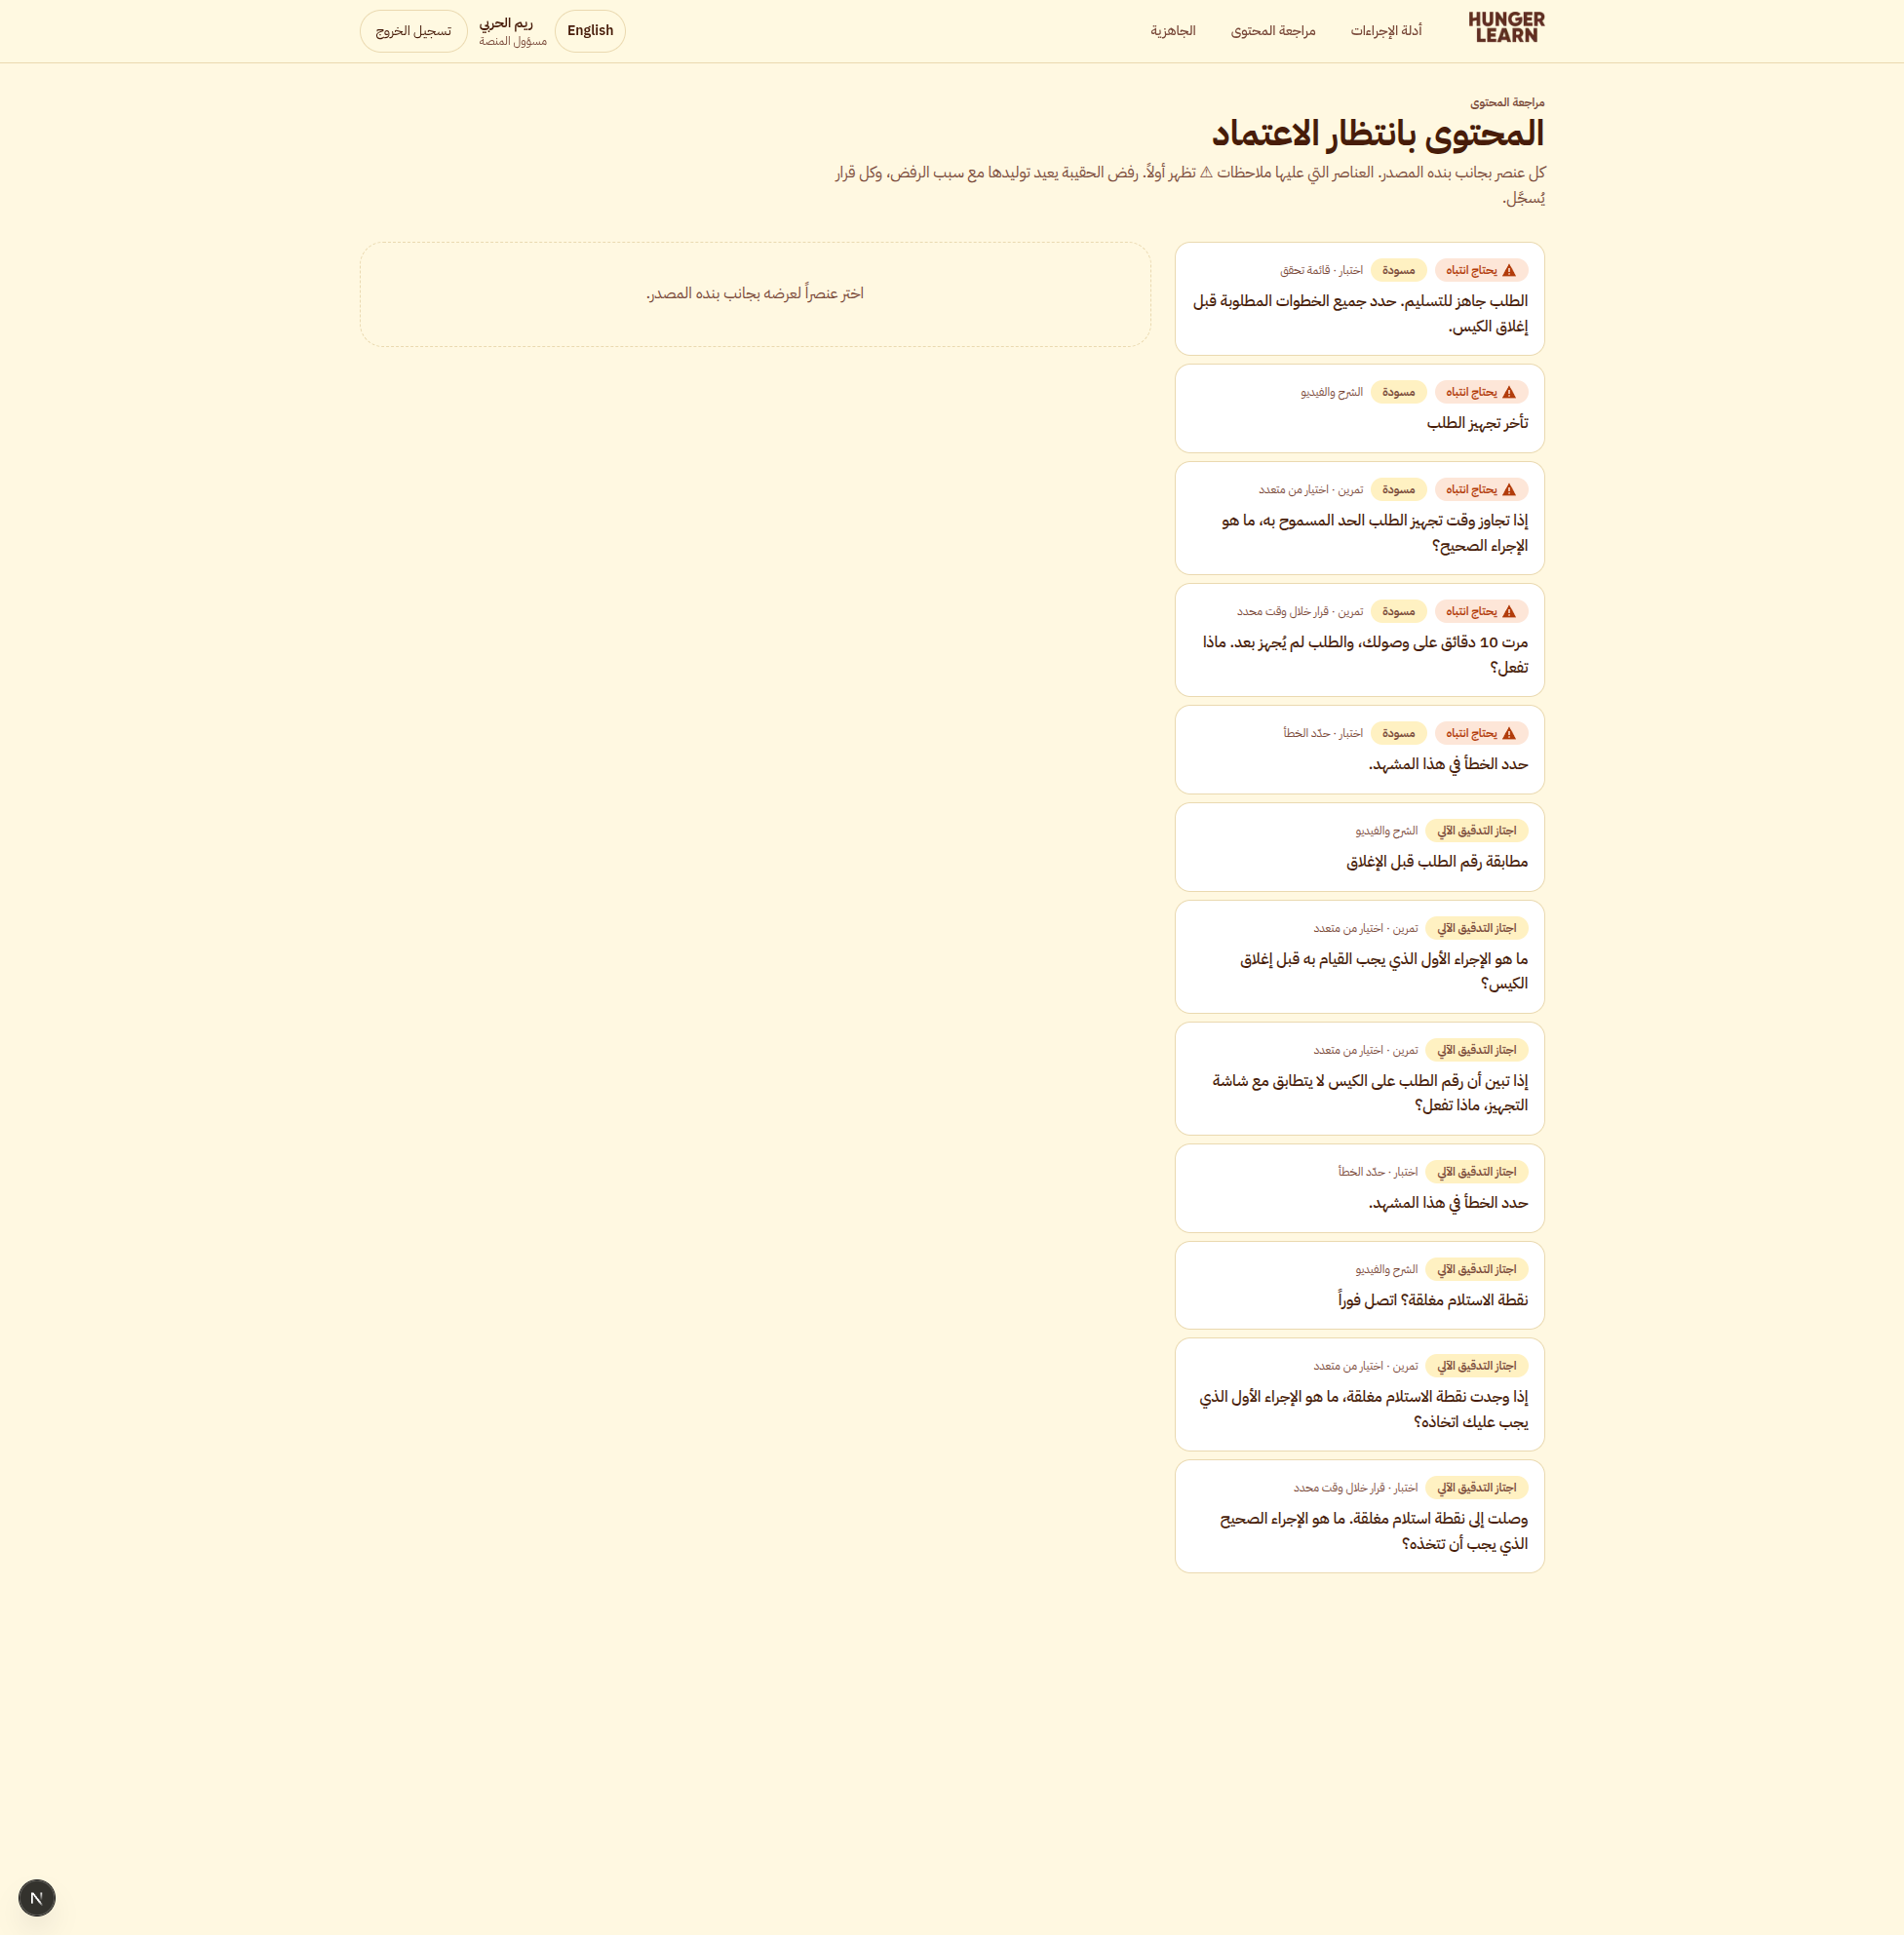 HUNGER
LEARN
أدلة الإجراءات
مراجعة المحتوى
الجاهزية
English
ريم الحربي
مسؤول المنصة
تسجيل الخروج
مراجعة المحتوى
المحتوى بانتظار الاعتماد
كل عنصر بجانب بنده المصدر. العناصر التي عليها ملاحظات ⚠ تظهر أولاً. رفض الحقيبة يعيد توليدها مع سبب الرفض، وكل قرار
يُسجَّل.
يحتاج انتباه
مسودة
اختبار · قائمة تحقق
الطلب جاهز للتسليم. حدد جميع الخطوات المطلوبة قبل
إغلاق الكيس.
يحتاج انتباه
مسودة
الشرح والفيديو
تأخر تجهيز الطلب
يحتاج انتباه
مسودة
تمرين · اختيار من متعدد
إذا تجاوز وقت تجهيز الطلب الحد المسموح به، ما هو
الإجراء الصحيح؟
يحتاج انتباه
مسودة
تمرين · قرار خلال وقت محدد
مرت 10 دقائق على وصولك، والطلب لم يُجهز بعد. ماذا
تفعل؟
يحتاج انتباه
مسودة
اختبار · حدّد الخطأ
حدد الخطأ في هذا المشهد.
اجتاز التدقيق الآلي
الشرح والفيديو
مطابقة رقم الطلب قبل الإغلاق
اجتاز التدقيق الآلي
تمرين · اختيار من متعدد
ما هو الإجراء الأول الذي يجب القيام به قبل إغلاق
الكيس؟
اجتاز التدقيق الآلي
تمرين · اختيار من متعدد
إذا تبين أن رقم الطلب على الكيس لا يتطابق مع شاشة
التجهيز، ماذا تفعل؟
اجتاز التدقيق الآلي
اختبار · حدّد الخطأ
حدد الخطأ في هذا المشهد.
اجتاز التدقيق الآلي
الشرح والفيديو
نقطة الاستلام مغلقة؟ اتصل فوراً
اجتاز التدقيق الآلي
تمرين · اختيار من متعدد
إذا وجدت نقطة الاستلام مغلقة، ما هو الإجراء الأول الذي
يجب عليك اتخاذه؟
اجتاز التدقيق الآلي
اختبار · قرار خلال وقت محدد
وصلت إلى نقطة استلام مغلقة. ما هو الإجراء الصحيح
الذي يجب أن تتخذه؟
اختر عنصراً لعرضه بجانب بنده المصدر.
N